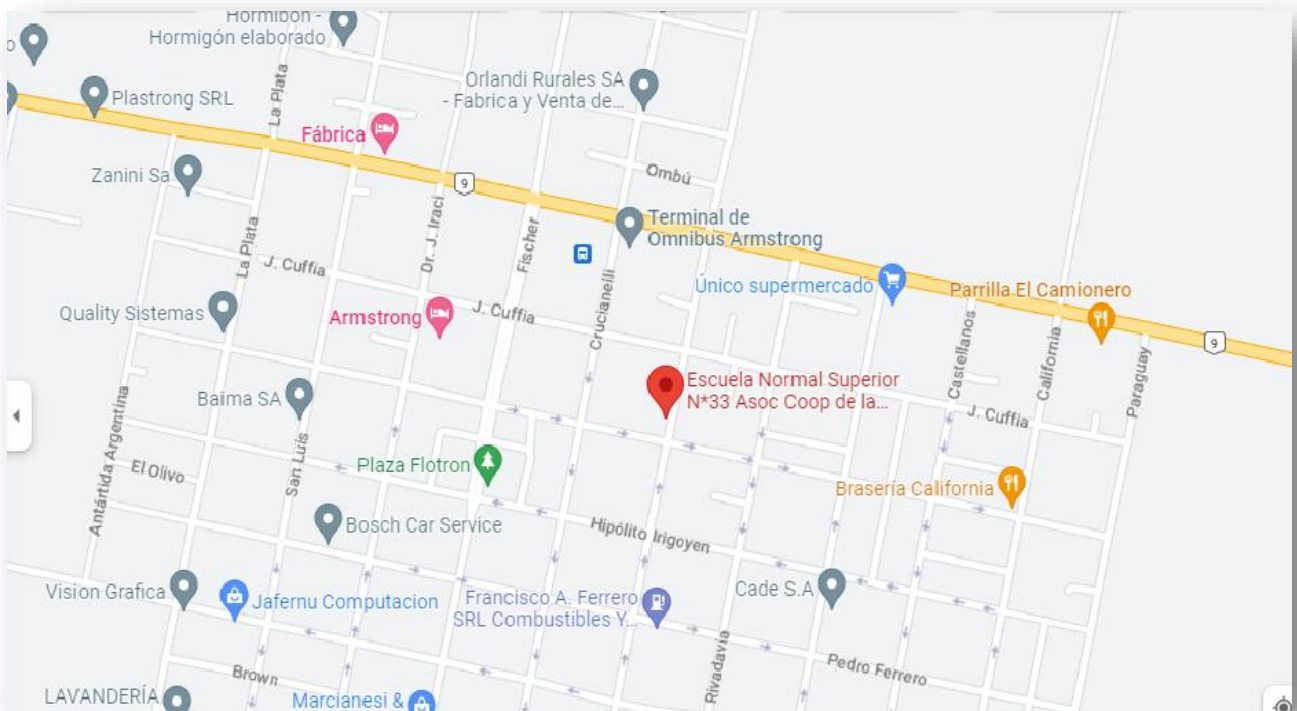 Hormibon -
Hormigón elaborado
o
Plastrong SRL
La Plata
Orlandi Rurales SA
- Fabrica y Venta de...
Fábrica
9
Zanini Sa
Ombú
Dr. J. Iraci
Fischer
Terminal de
Omnibus Armstrong
La Plata
J. Cuffia
Crucianelli
Único supermercado
Parrilla El Camionero
Quality Sistemas
Armstrong
J. Cuffia
9
Castellanos
California
Paraguay
Escuela Normal Superior
N*33 Asoc Coop de la...
Baima SA
J. Cuffia
Antártida Argentina
San Luis
El Olivo
Plaza Flotron
Brasería California
Bosch Car Service
Hipólito Irigoyen
Vision Grafica
Jafernu Computacion
Francisco A. Ferrero
SRL Combustibles Y...
Cade S.A
Rivadavia
Pedro Ferrero
Brown
LAVANDERÍA
Marcianesi &